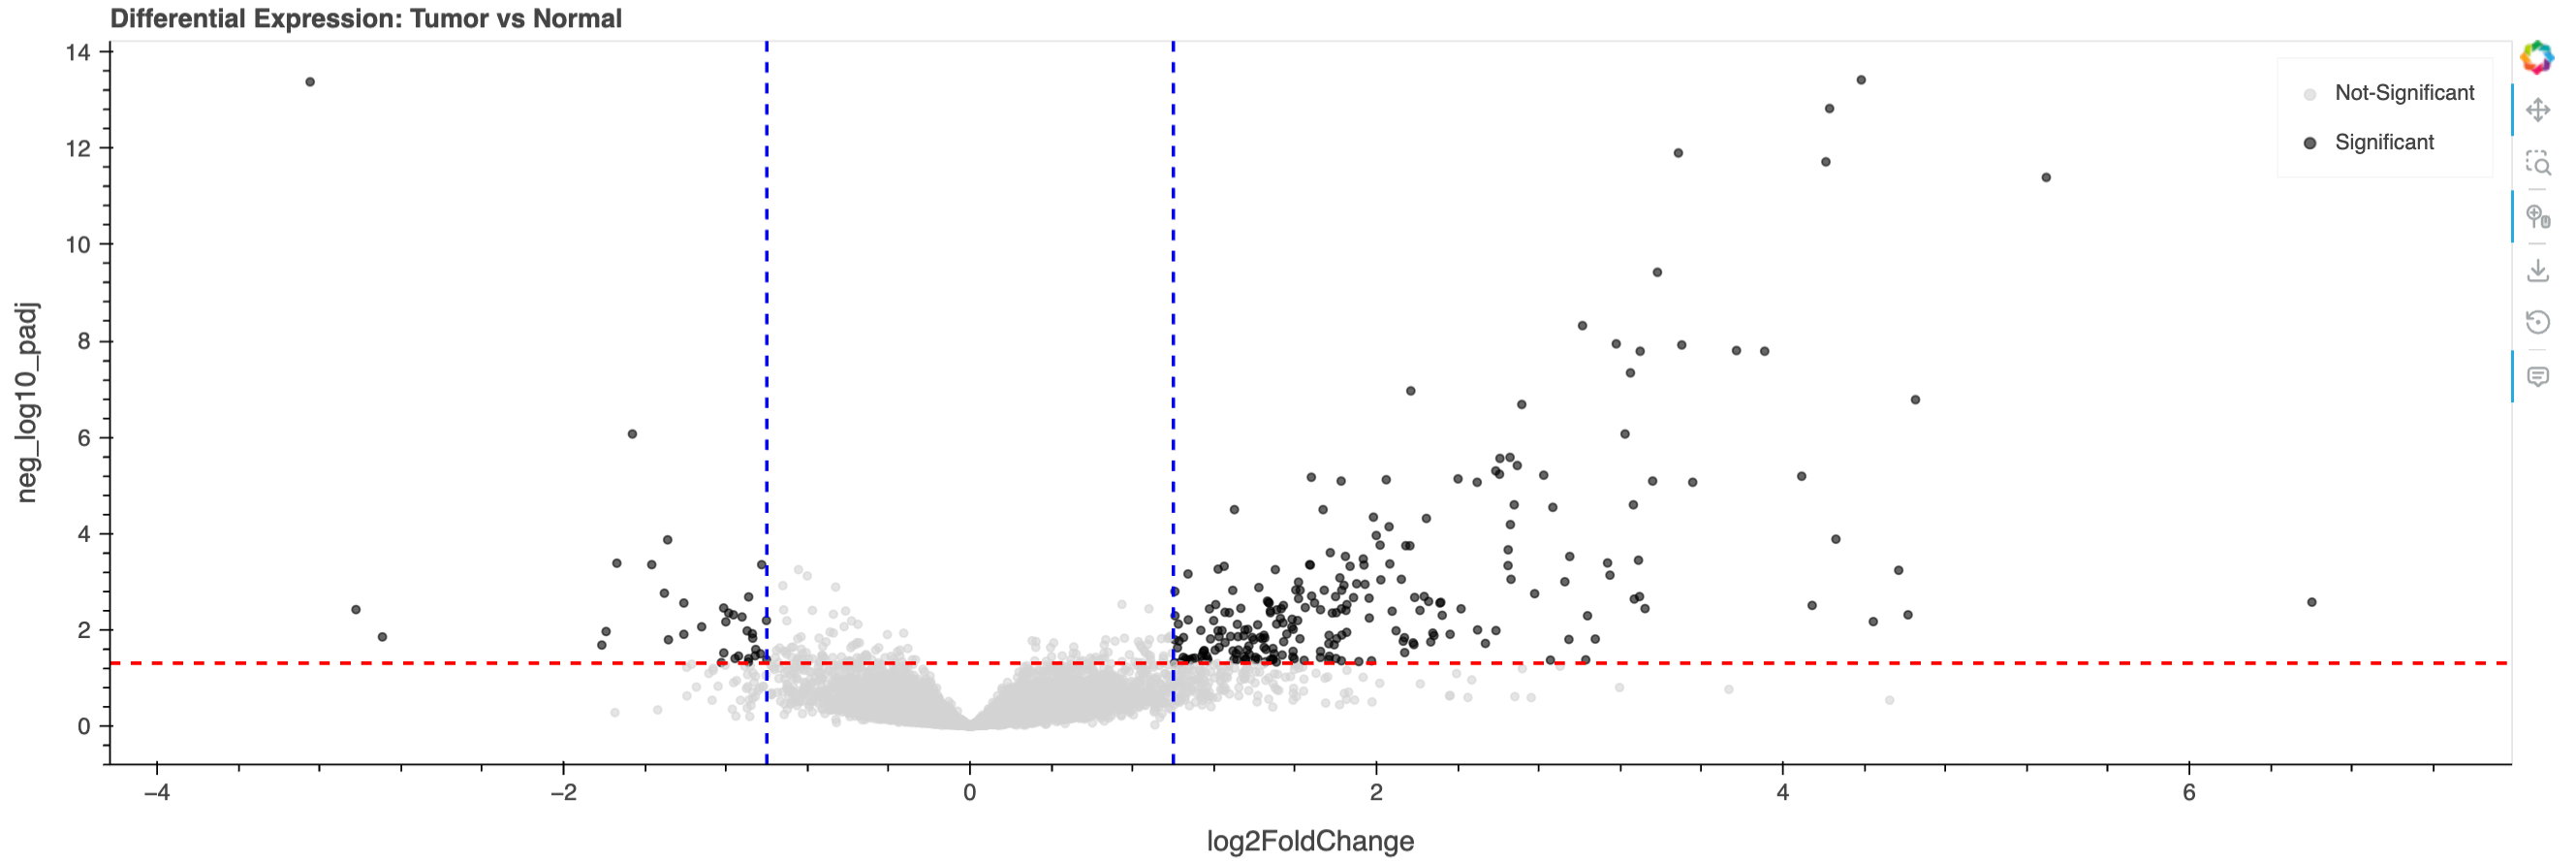 Differential Expression: Tumor vs Normal
14
12
10
8
6
4
2
0
neg_log10_padj
−4
−2
0
2
4
6
log2FoldChange
Not-Significant
Significant